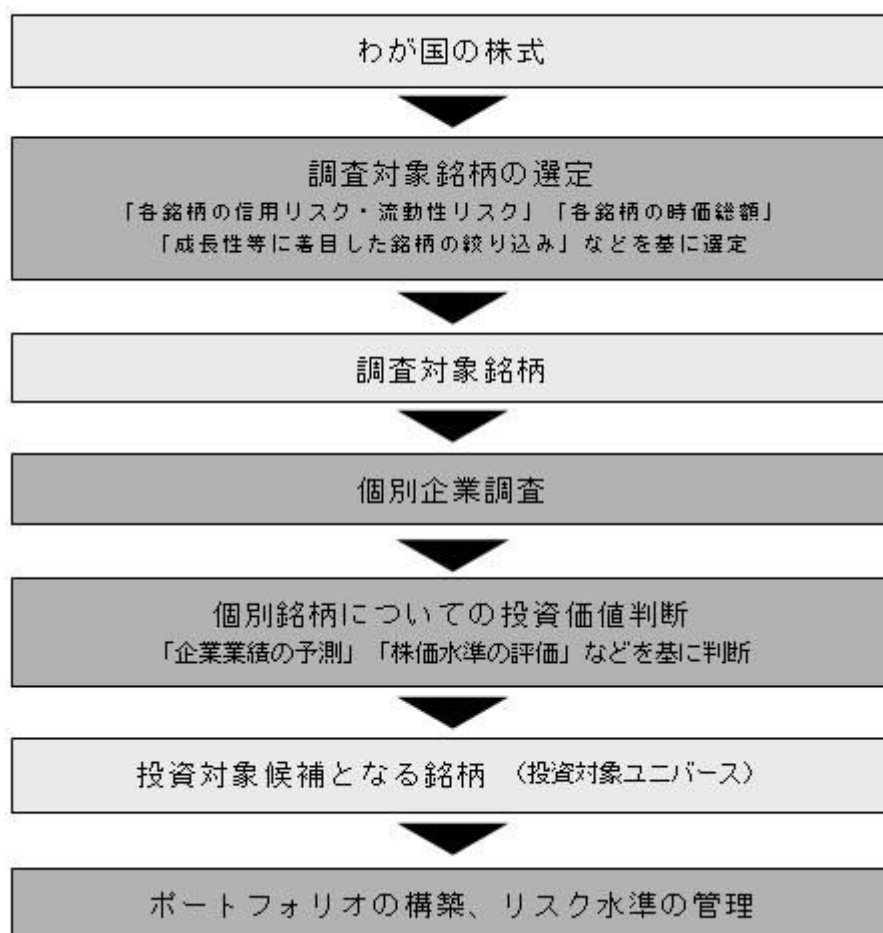 わが国の株式
調査対象銘柄の選定
「各銘柄の信用リスク・流動性リスク」「各銘柄の時価総額」
「成長性等に着目した銘柄の絞り込み」などを基に選定
調査対象銘柄
個別企業調査
個別銘柄についての投資価値判断
「企業業績の予測」「株価水準の評価」などを基に判断
投資対象候補となる銘柄（投資対象ユニバース）
ポートフォリオの構築、リスク水準の管理